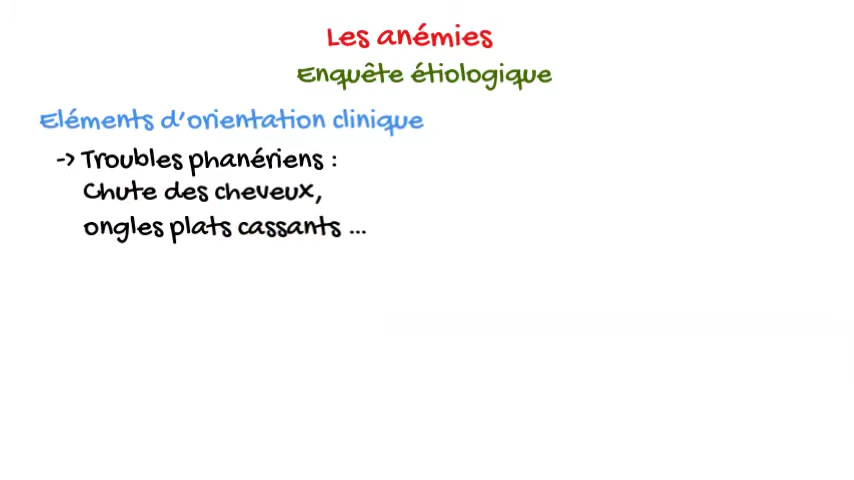 Les anémies
Enquête étiologique
Eléments d'orientation clinique
-> Troubles phanériens :
Chute des cheveux,
ongles plats cassants ...